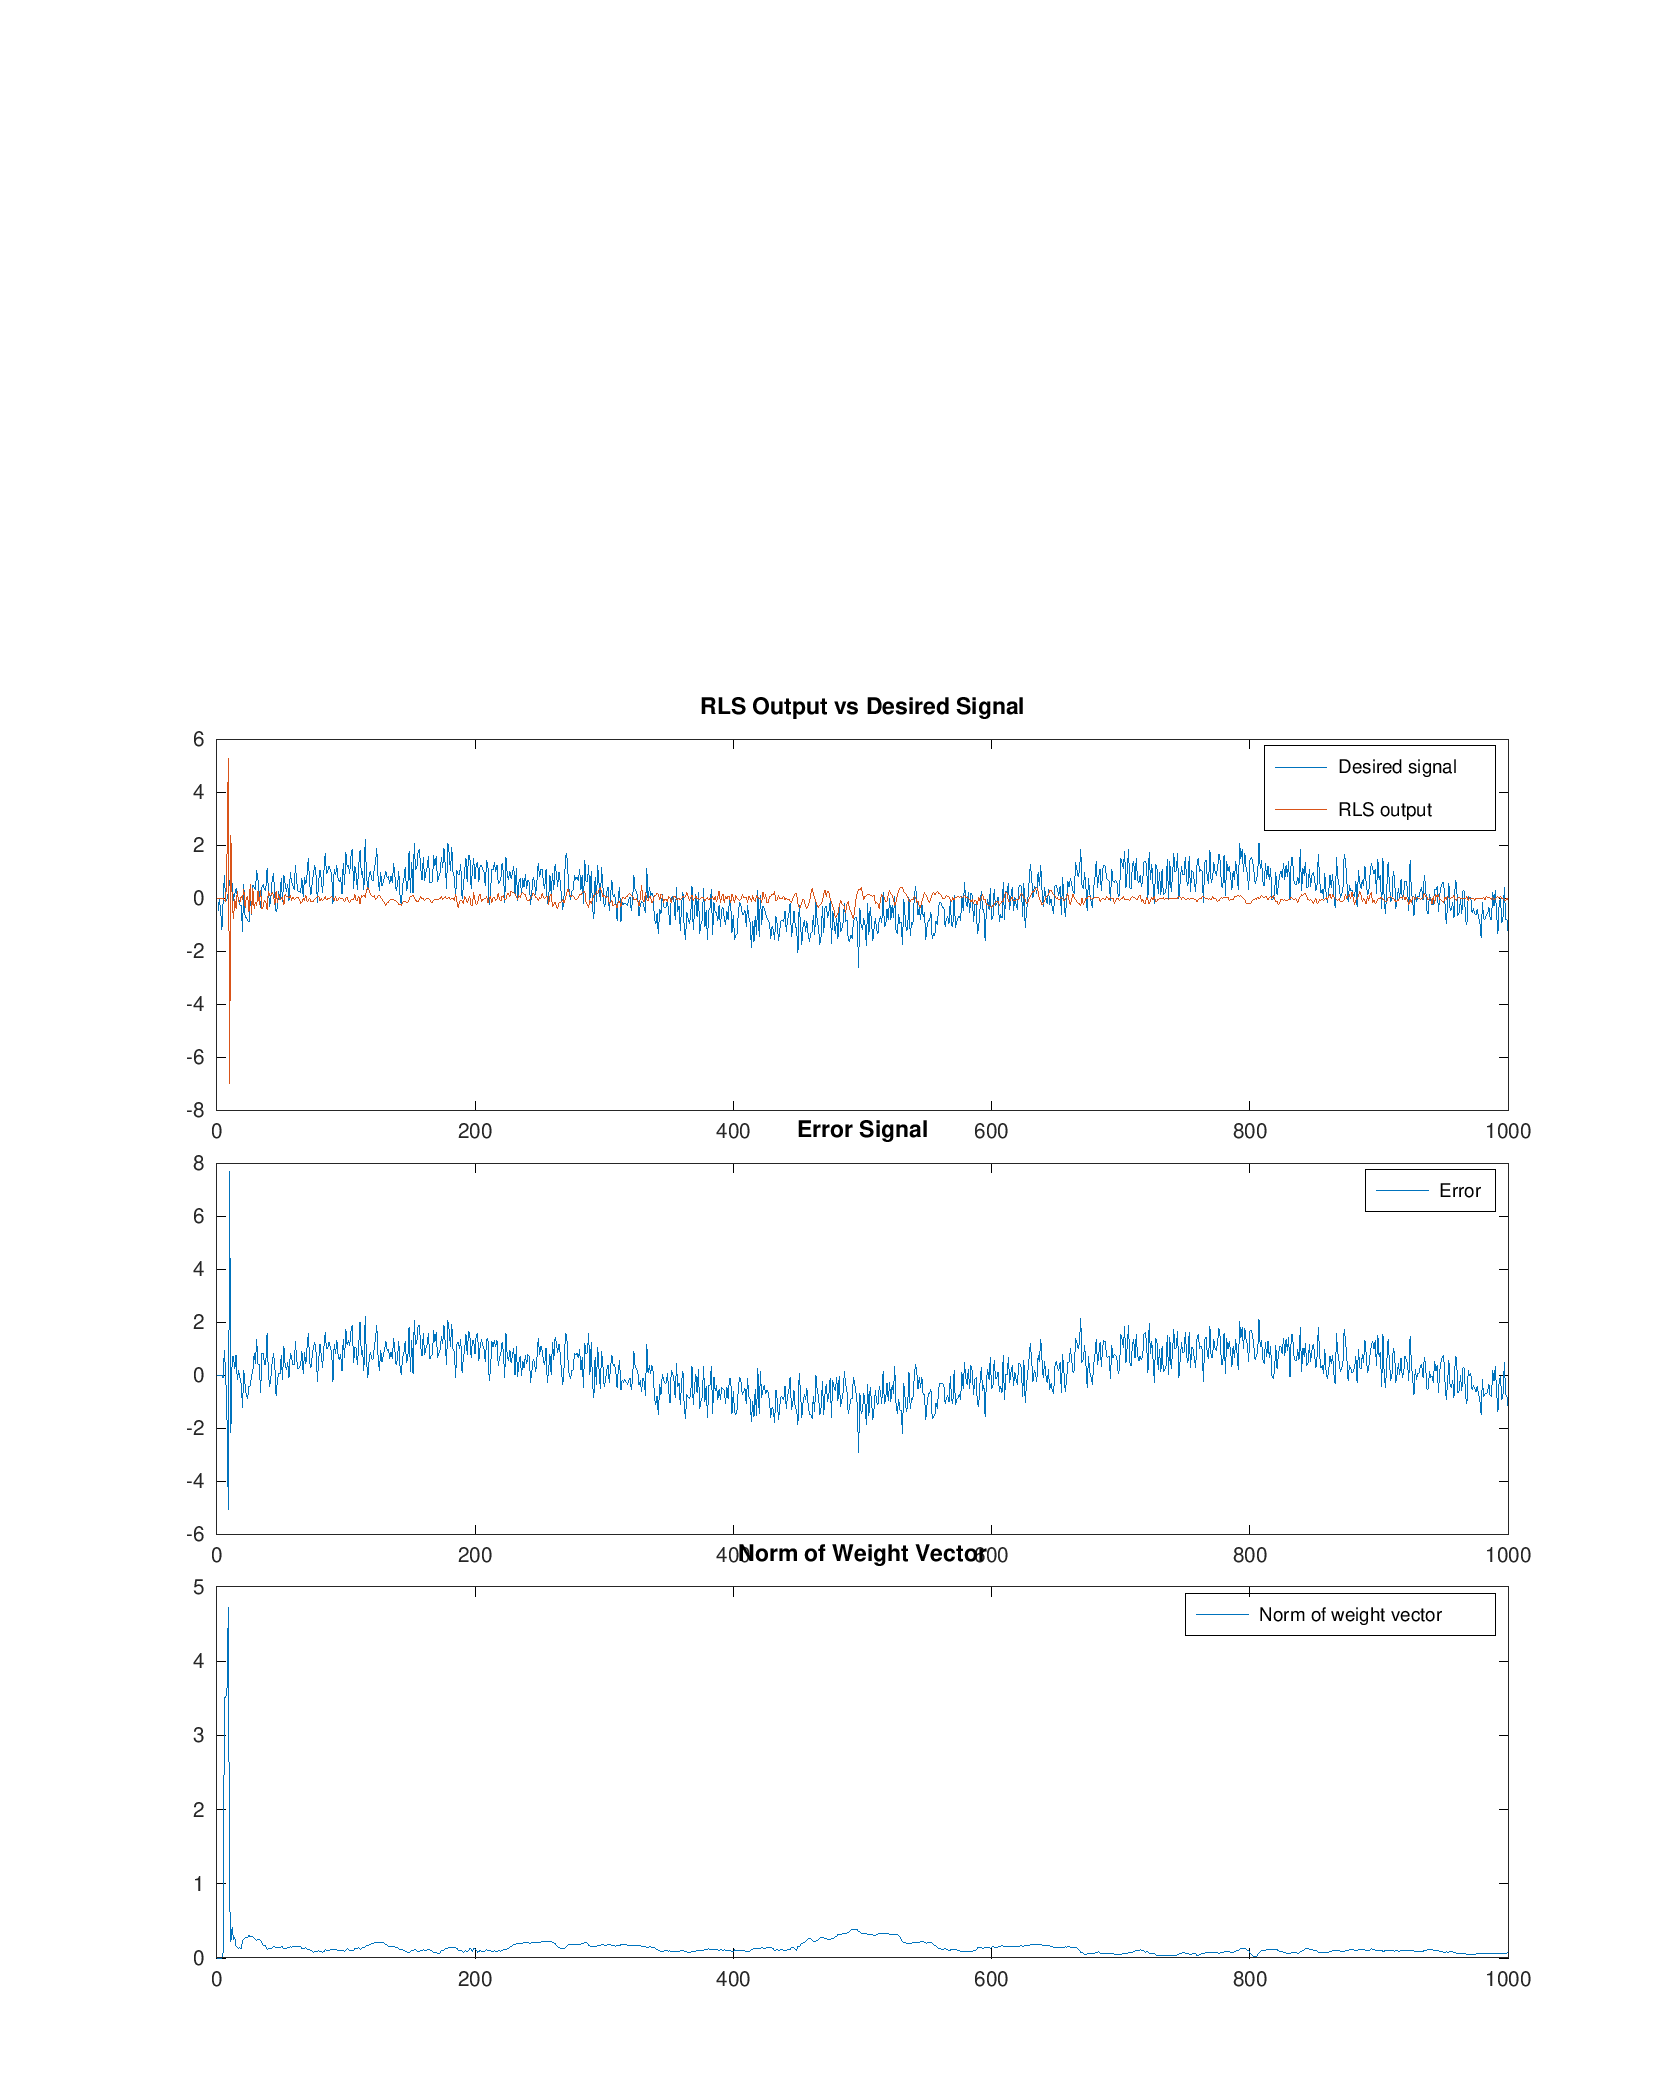 RLS Output vs Desired Signal
6
4
2
0
-2
-4
-6
-8
Desired signal
RLS output
0 200 400 600 800 1000
Error Signal
8
6
4
2
0
-2
-4
-6
Error
0 200 400 600 800 1000
Norm of Weight Vector
5
4
3
2
1
0
Norm of weight vector
0 200 400 600 800 1000